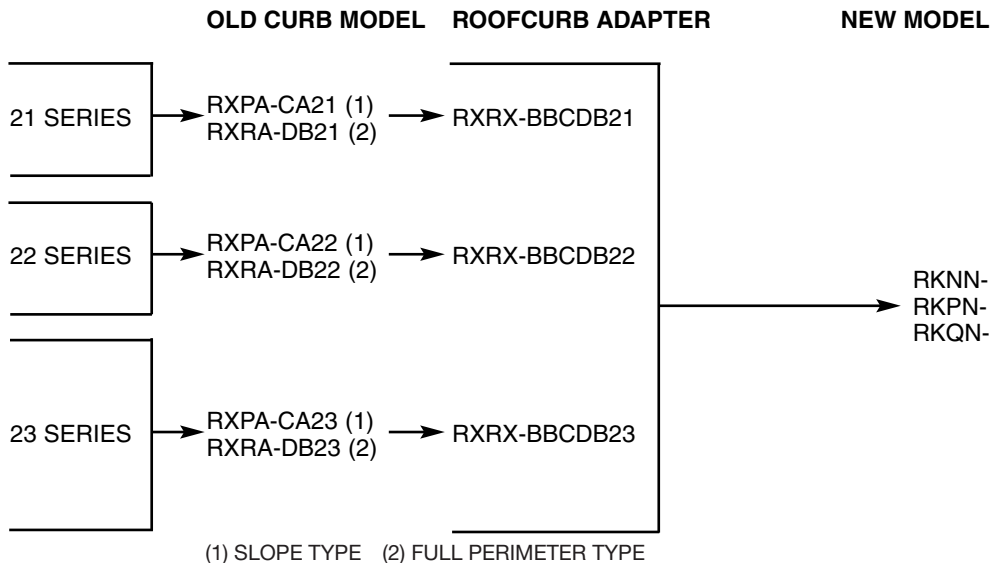 OLD CURB MODEL ROOFCURB ADAPTER NEW MODEL
21 SERIES
RXPA-CA21 (1)
RXRA-DB21 (2)
RXRX-BBCDB21
22 SERIES
RXPA-CA22 (1)
RXRA-DB22 (2)
RXRX-BBCDB22
RKNN-
RKPN-
RKQN-
23 SERIES
RXPA-CA23 (1)
RXRA-DB23 (2)
RXRX-BBCDB23
(1) SLOPE TYPE (2) FULL PERIMETER TYPE